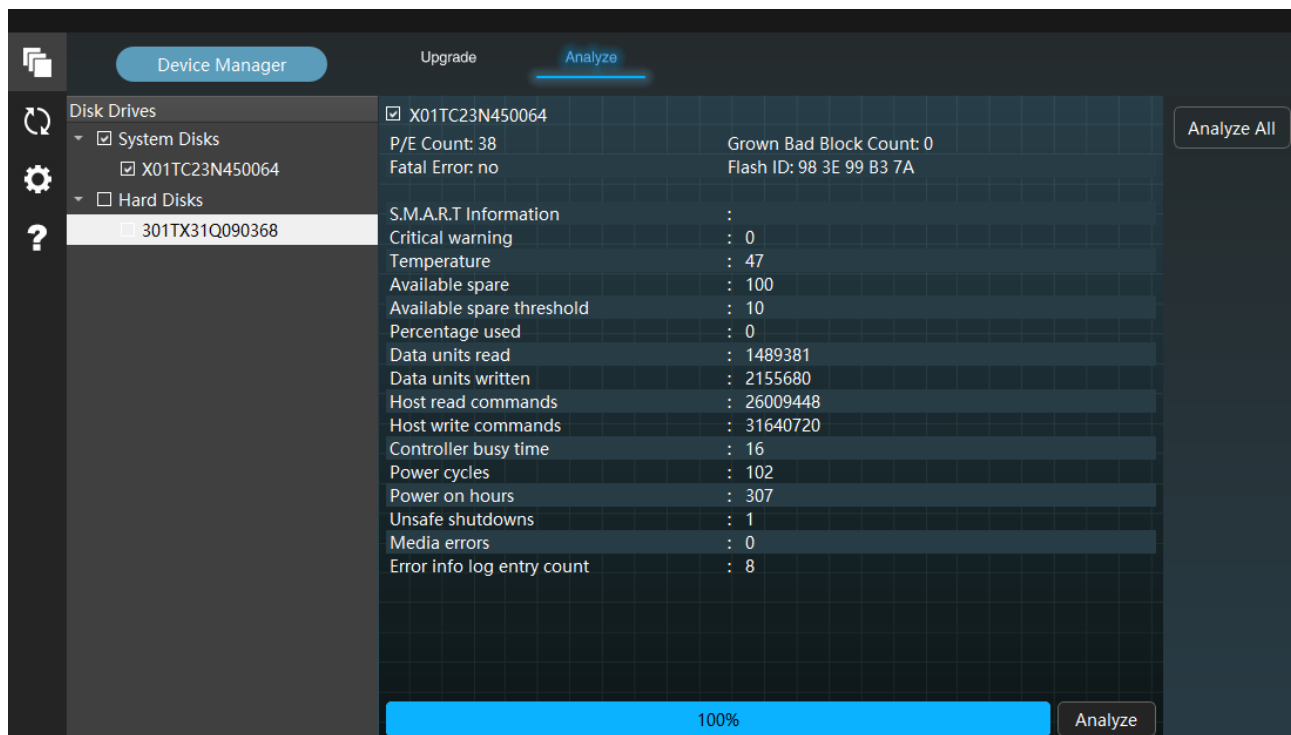 Device Manager
Upgrade
Analyze
Disk Drives
System Disks
X01TC23N450064
Hard Disks
301TX31Q090368
X01TC23N450064
P/E Count: 38 Grown Bad Block Count: 0
Fatal Error: no Flash ID: 98 3E 99 B3 7A
S.M.A.R.T Information :
Critical warning : 0
Temperature : 47
Available spare : 100
Available spare threshold : 10
Percentage used : 0
Data units read : 1489381
Data units written : 2155680
Host read commands : 26009448
Host write commands : 31640720
Controller busy time : 16
Power cycles : 102
Power on hours : 307
Unsafe shutdowns : 1
Media errors : 0
Error info log entry count : 8
100%
Analyze
Analyze All
?